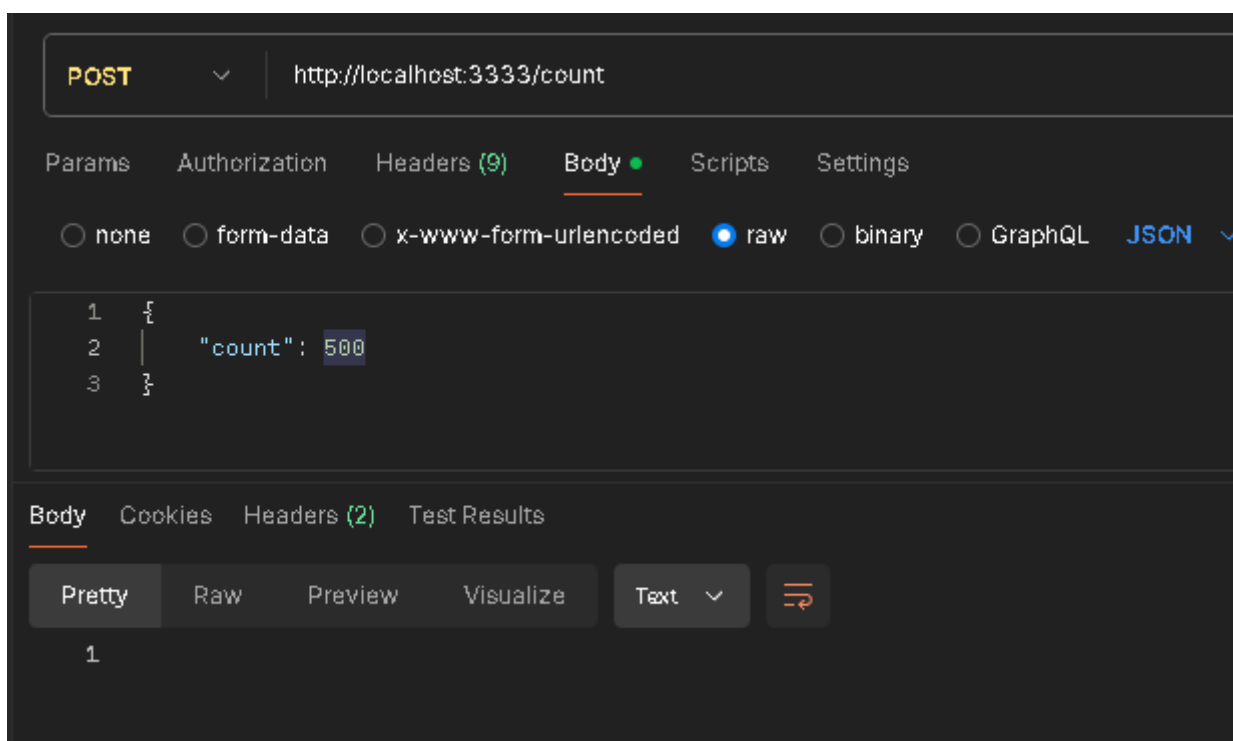 POST http://localhost:3333/count
Params Authorization Headers (9) Body Scripts Settings
none form-data x-www-form-urlencoded raw binary GraphQL JSON
1 {
2 "count": 500
3 }
Body Cookies Headers (2) Test Results
Pretty Raw Preview Visualize Text
1